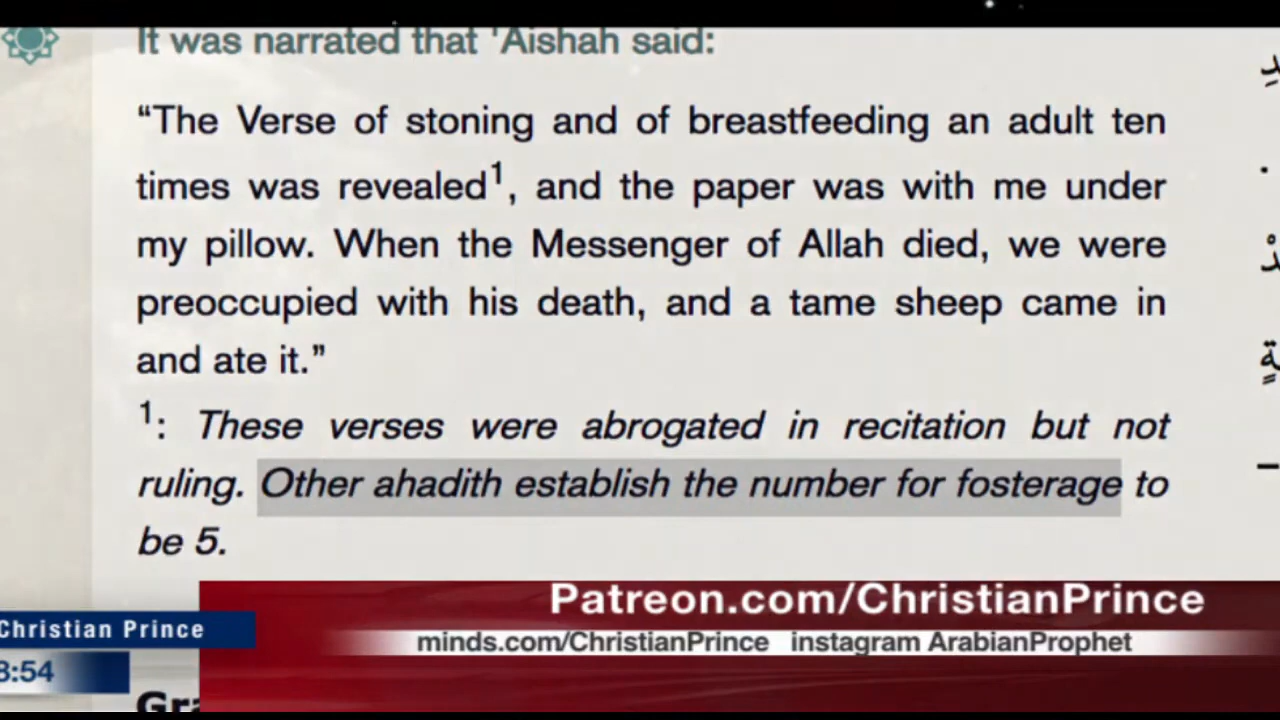 It was narrated that 'Aishah said:
“The Verse of stoning and of breastfeeding an adult ten
times was revealed¹, and the paper was with me under
my pillow. When the Messenger of Allah died, we were
preoccupied with his death, and a tame sheep came in
and ate it.”
¹: These verses were abrogated in recitation but not
ruling. Other ahadith establish the number for fosterage to
be 5.
Patreon.com/ChristianPrince
Christian Prince
minds.com/ChristianPrince instagram ArabianProphet
8:54